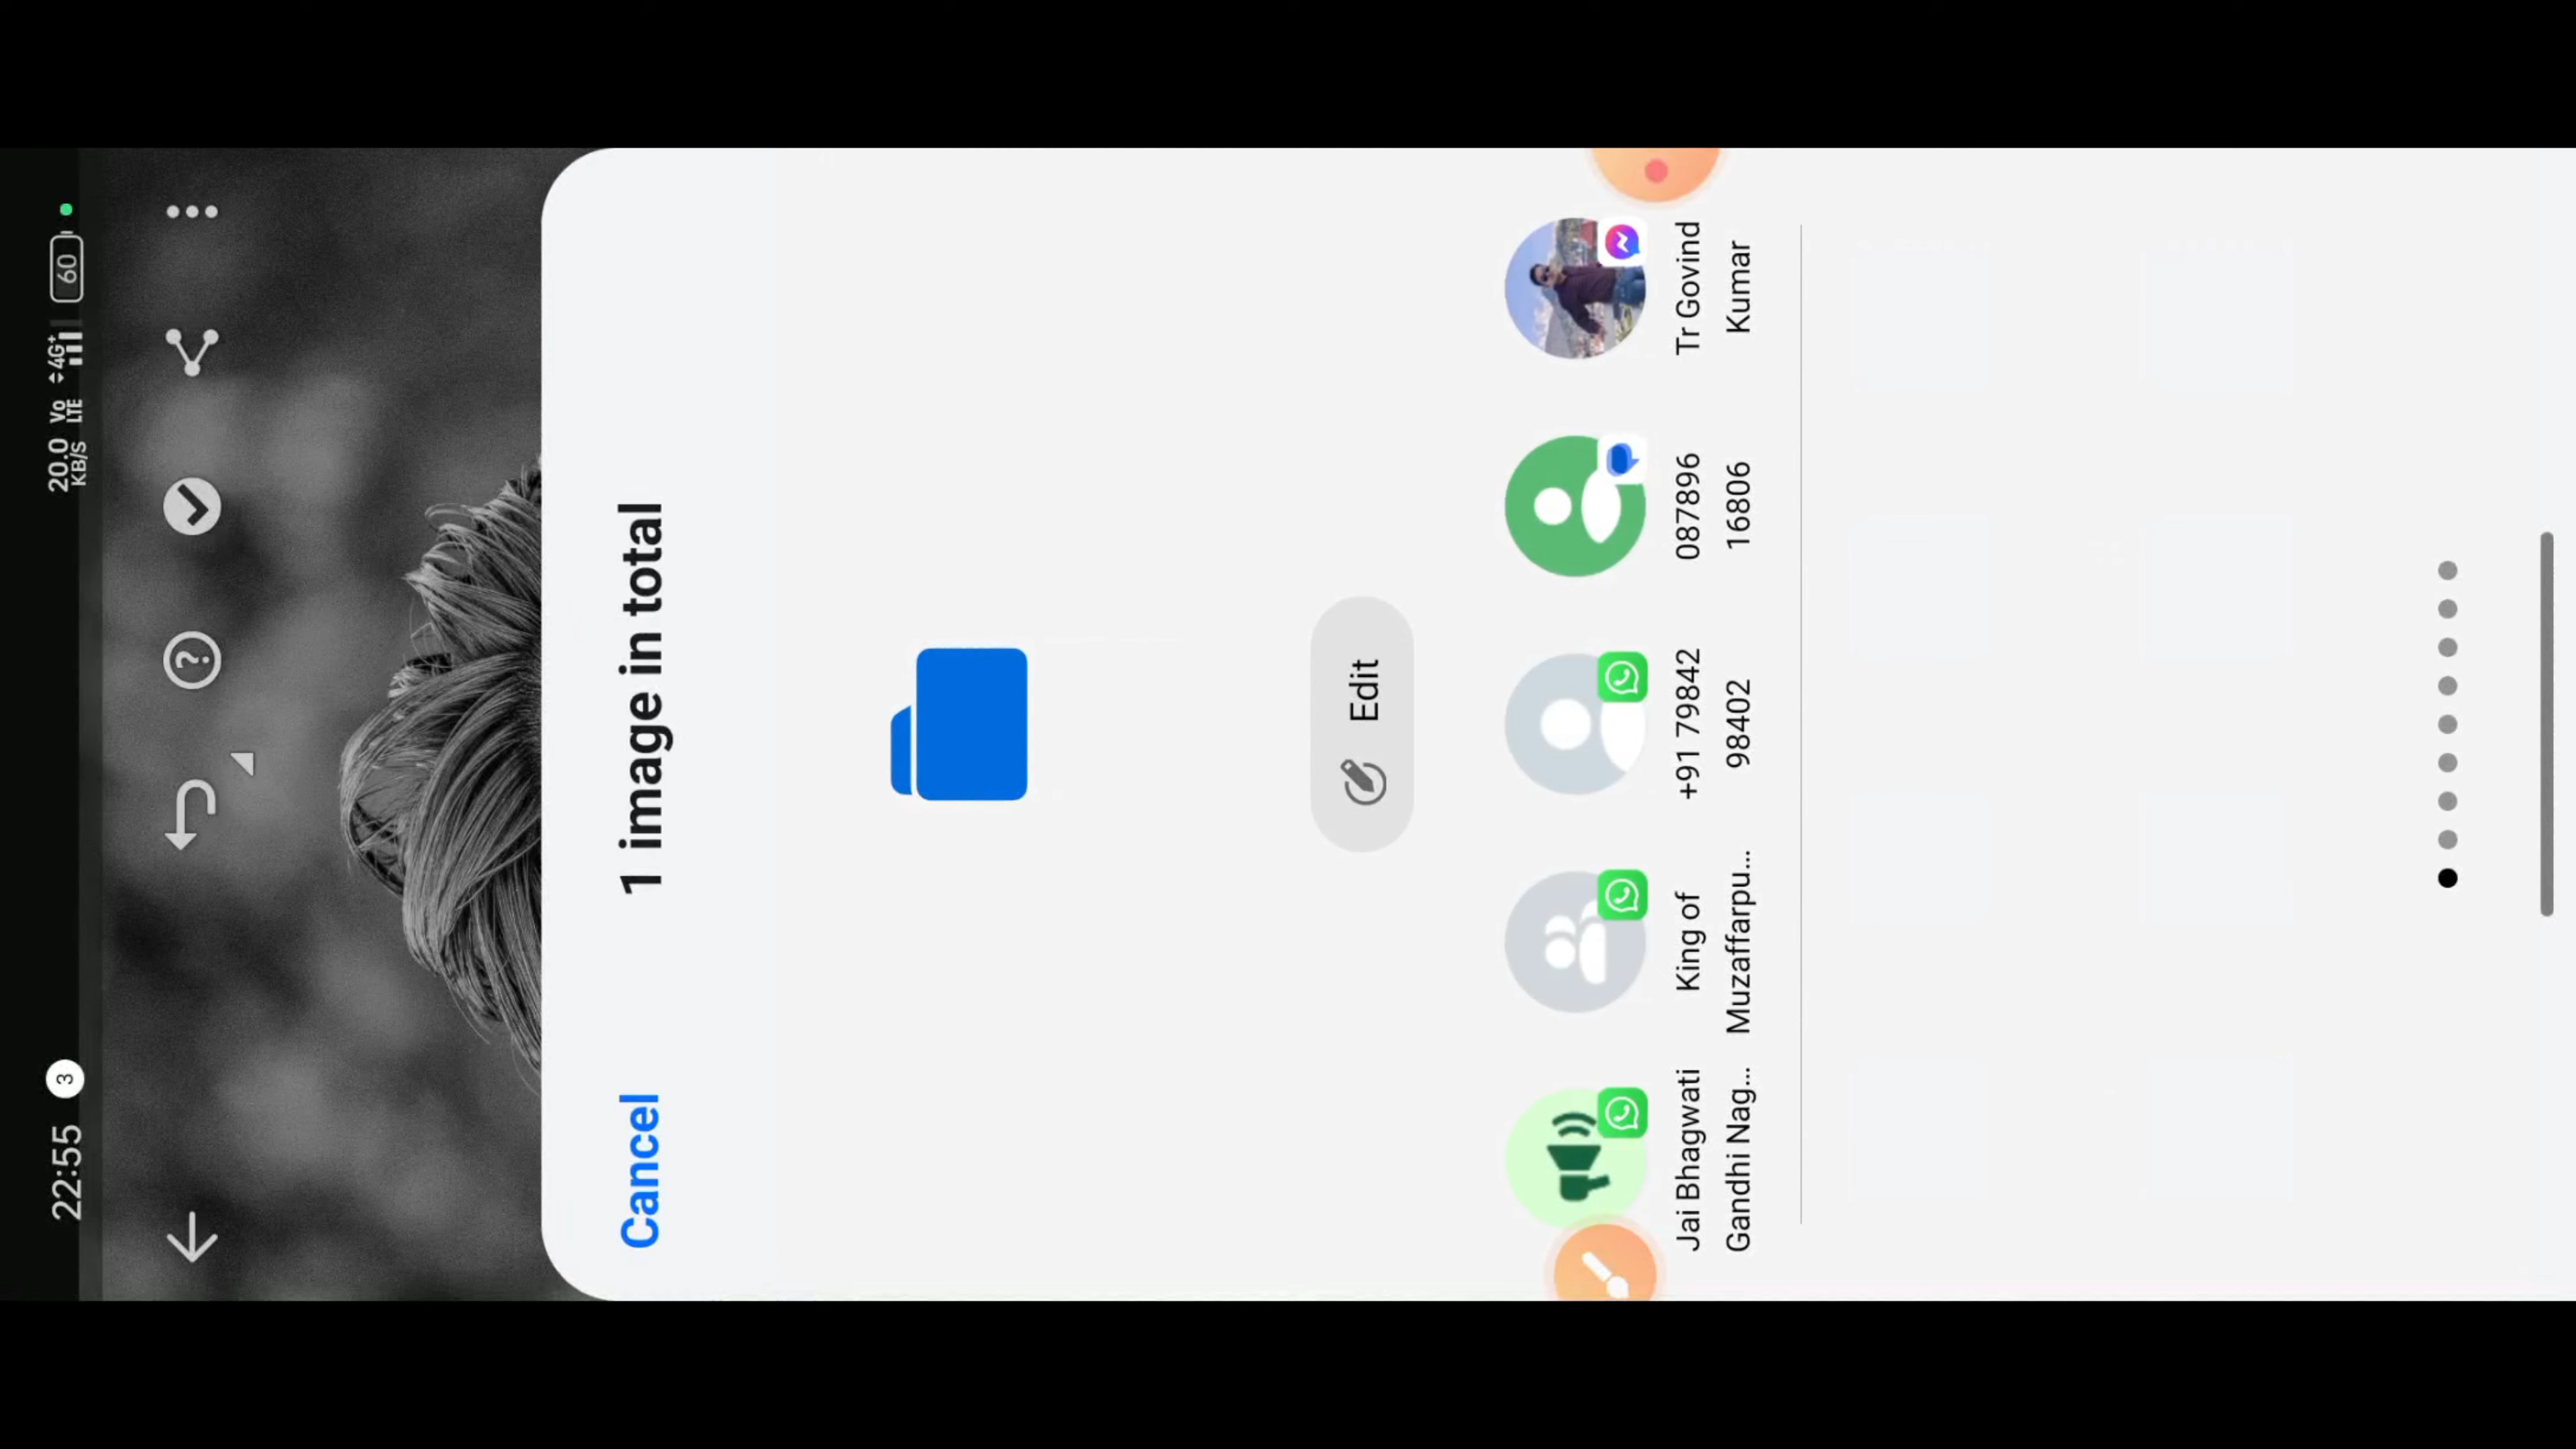 22:55
3
20.0
KB/S
Vo
LTE
4G+
60
Cancel
1 image in total
Edit
Jai Bhagwati
Gandhi Nag...
King of
Muzaffarpu...
+91 79842
98402
087896
16806
Tr Govind
Kumar